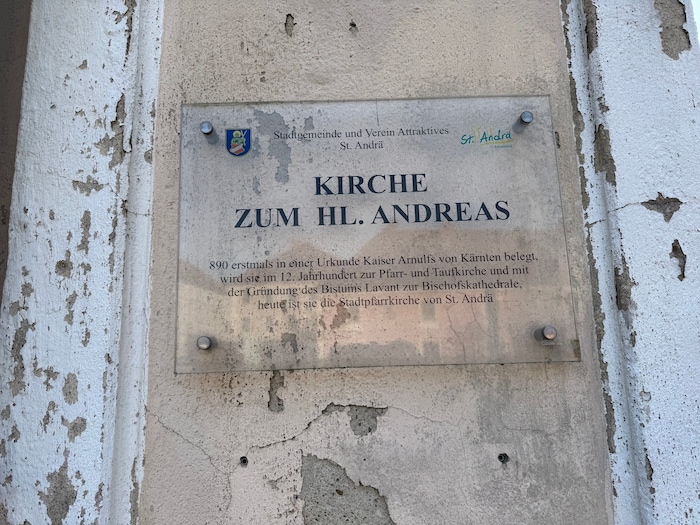 Stadtgemeinde und Verein Attraktives
St. Andrä
St. Andrä
KIRCHE
ZUM HL. ANDREAS
890 erstmals in einer Urkunde Kaiser Arnulfs von Kärnten belegt,
wird sie im 12. Jahrhundert zur Pfarr- und Taufkirche und mit
der Gründung des Bistums Lavant zur Bischofskathedrale,
heute ist sie die Stadtpfarrkirche von St. Andrä